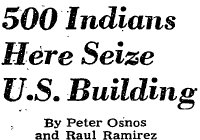 500 Indians
Here Seize
U.S. Building
By Peter Osnos
and Raul Ramirez